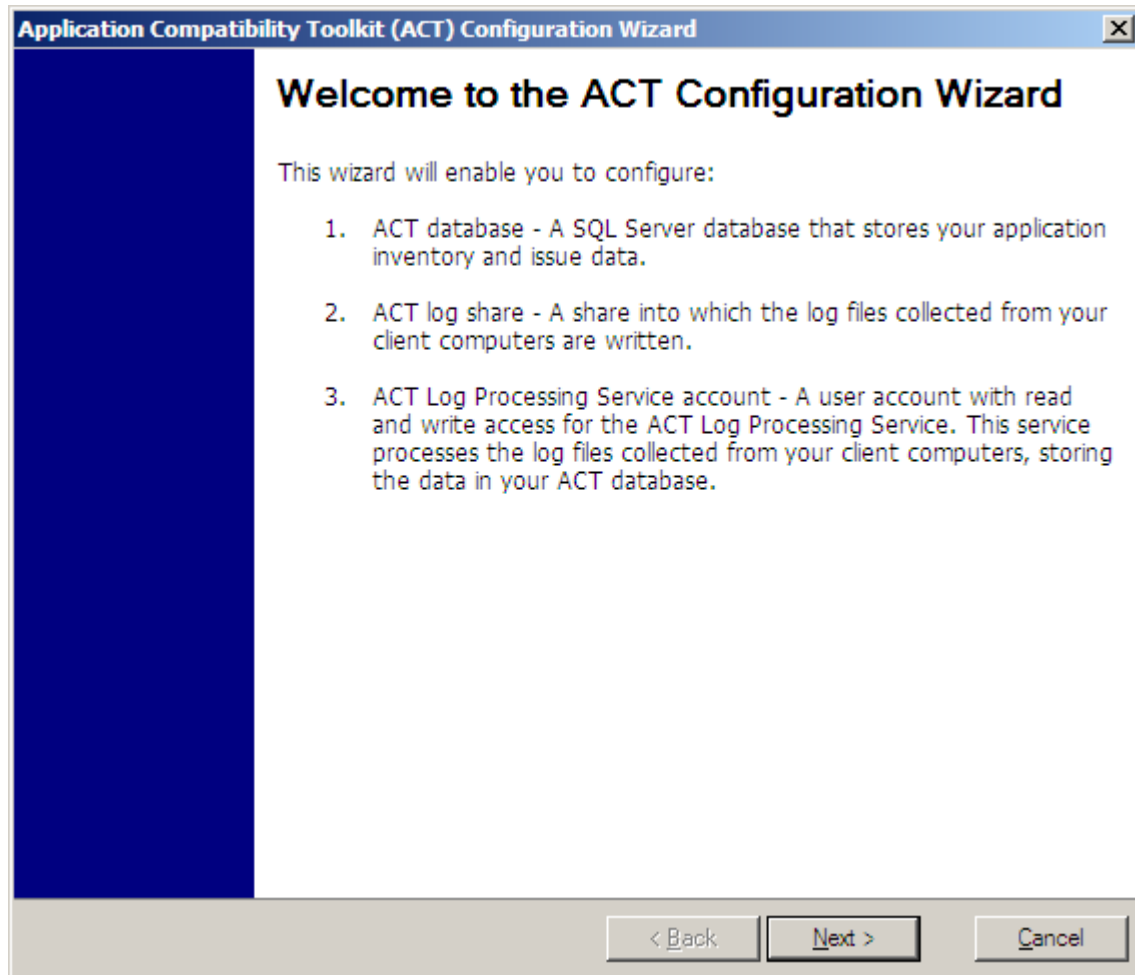 Application Compatibility Toolkit (ACT) Configuration Wizard
Welcome to the ACT Configuration Wizard
This wizard will enable you to configure:
1. ACT database - A SQL Server database that stores your application
inventory and issue data.
2. ACT log share - A share into which the log files collected from your
client computers are written.
3. ACT Log Processing Service account - A user account with read
and write access for the ACT Log Processing Service. This service
processes the log files collected from your client computers, storing
the data in your ACT database.
< Back
Next >
Cancel